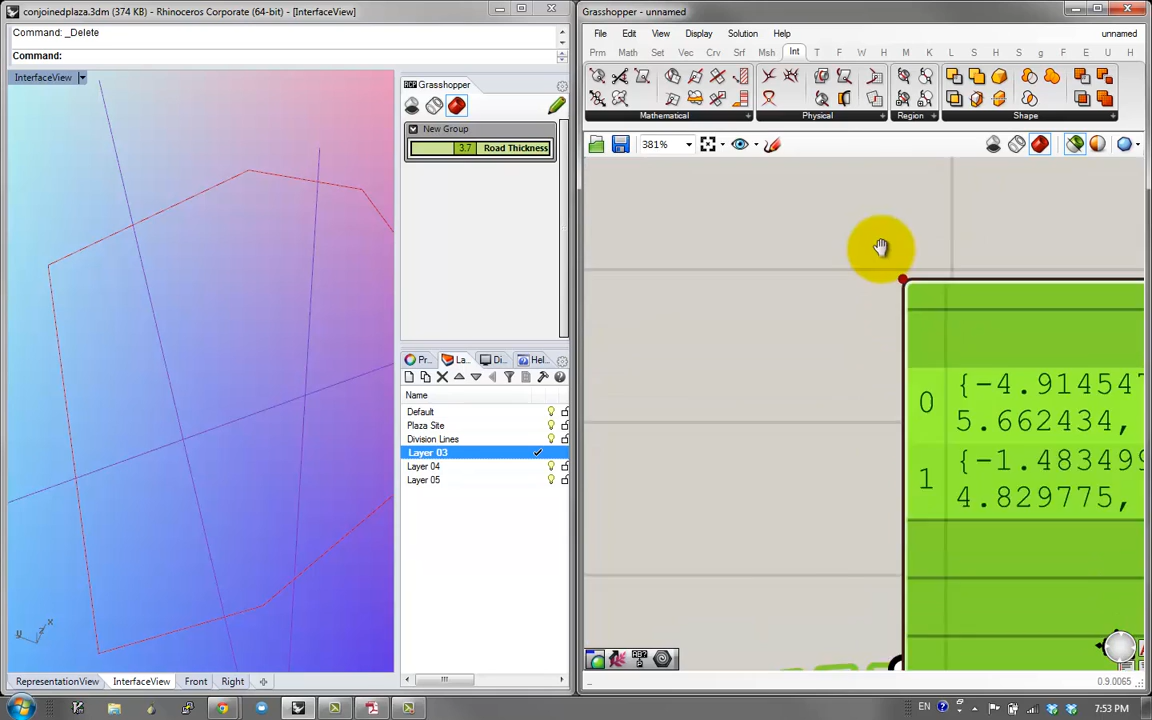 conjoinedplaza.3dm (374 KB) - Rhinoceros Corporate (64-bit) - [InterfaceView]
Command: _Delete
Command:
InterfaceView
Grasshopper
New Group
3.7 Road Thickness
Pr...
La...
Di...
Hel...
Name
Default
Plaza Site
Division Lines
Layer 03
Layer 04
Layer 05
RepresentationView InterfaceView Front Right
Grasshopper - unnamed
File Edit View Display Solution Help unnamed
Prm Math Set Vec Crv Srf Msh Int T F W H M K L S H S g f E U H
Mathematical Physical Region Shape
381%
0 {-4.914547
5.662434,
1 {-1.483499
4.829775,
0.9.0065
EN 7:53 PM